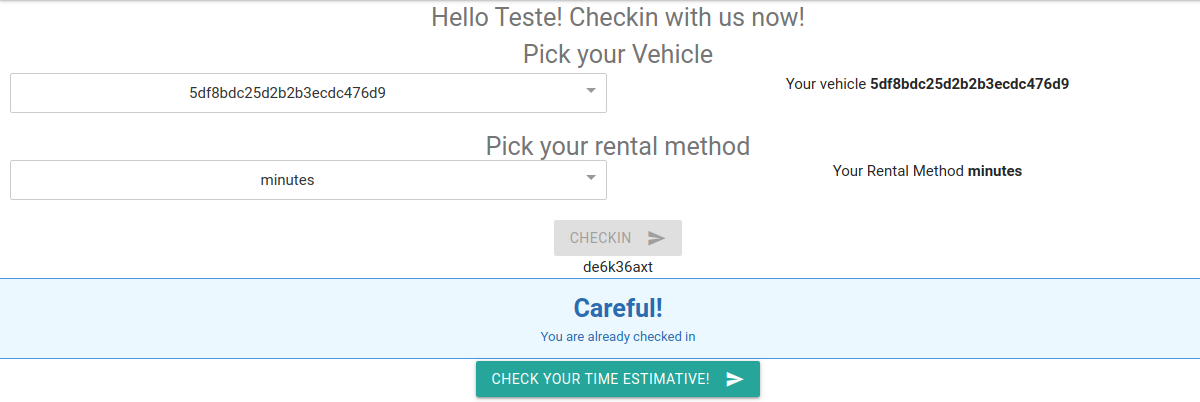 Hello Teste! Checkin with us now!
Pick your Vehicle
5df8bdc25d2b2b3ecdc476d9
Your vehicle 5df8bdc25d2b2b3ecdc476d9
Pick your rental method
minutes
Your Rental Method minutes
CHECKIN
de6k36axt
Careful!
You are already checked in
CHECK YOUR TIME ESTIMATIVE!